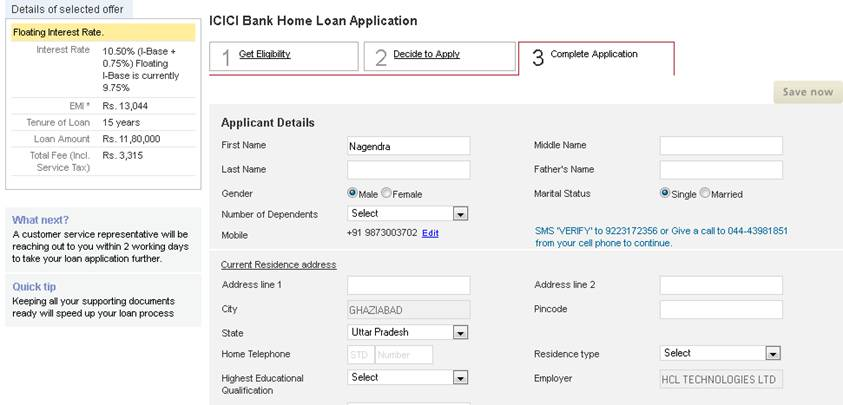 Details of selected offer
Floating Interest Rate.
Interest Rate 10.50% (I-Base +
0.75%) Floating
I-Base is currently
9.75%
EMI * Rs. 13,044
Tenure of Loan 15 years
Loan Amount Rs. 11,80,000
Total Fee (Incl. Rs. 3,315
Service Tax)
What next?
A customer service representative will be
reaching out to you within 2 working days
to take your loan application further.
Quick tip
Keeping all your supporting documents
ready will speed up your loan process
ICICI Bank Home Loan Application
1 Get Eligibility 2 Decide to Apply 3 Complete Application
Save now
Applicant Details
First Name Nagendra Middle Name
Last Name Father's Name
Gender Male Female Marital Status Single Married
Number of Dependents Select
Mobile +91 9873003702 Edit SMS 'VERIFY' to 9223172356 or Give a call to 044-43981851
from your cell phone to continue.
Current Residence address
Address line 1 Address line 2
City GHAZIABAD Pincode
State Uttar Pradesh
Home Telephone STD Number Residence type Select
Highest Educational Select Employer HCL TECHNOLOGIES LTD
Qualification